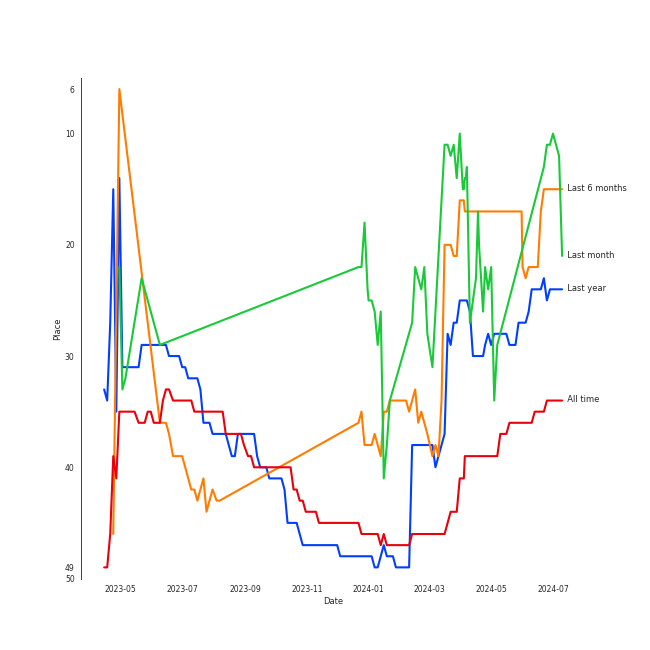 6
10
20
30
40
49
50
Place
2023-05
2023-07
2023-09
2023-11
2024-01
2024-03
2024-05
2024-07
Date
Last 6 months
Last month
Last year
All time